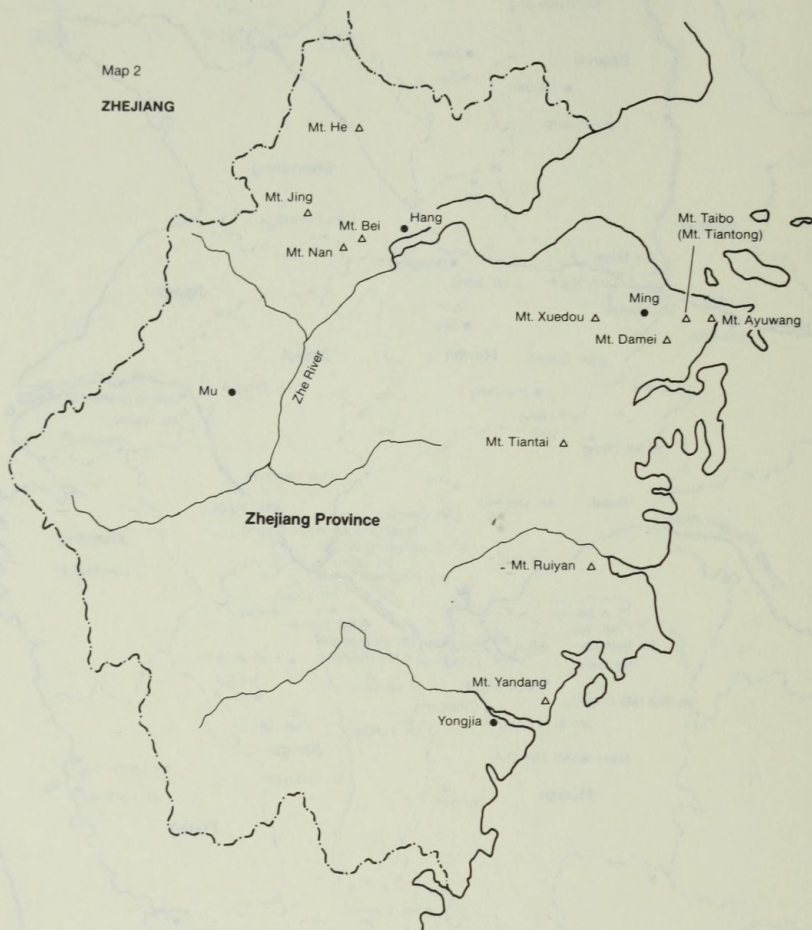 Map 2
ZHEJIANG
Mt. He
Mt. Jing
Mt. Bei
Hang
Mt. Nan
Mt. Taibo
(Mt. Tiantong)
Ming
Mt. Xuedou
Mt. Ayuwang
Mt. Damei
Zhe River
Mu
Mt. Tiantai
Zhejiang Province
Mt. Ruiyan
Mt. Yandang
Yongjia